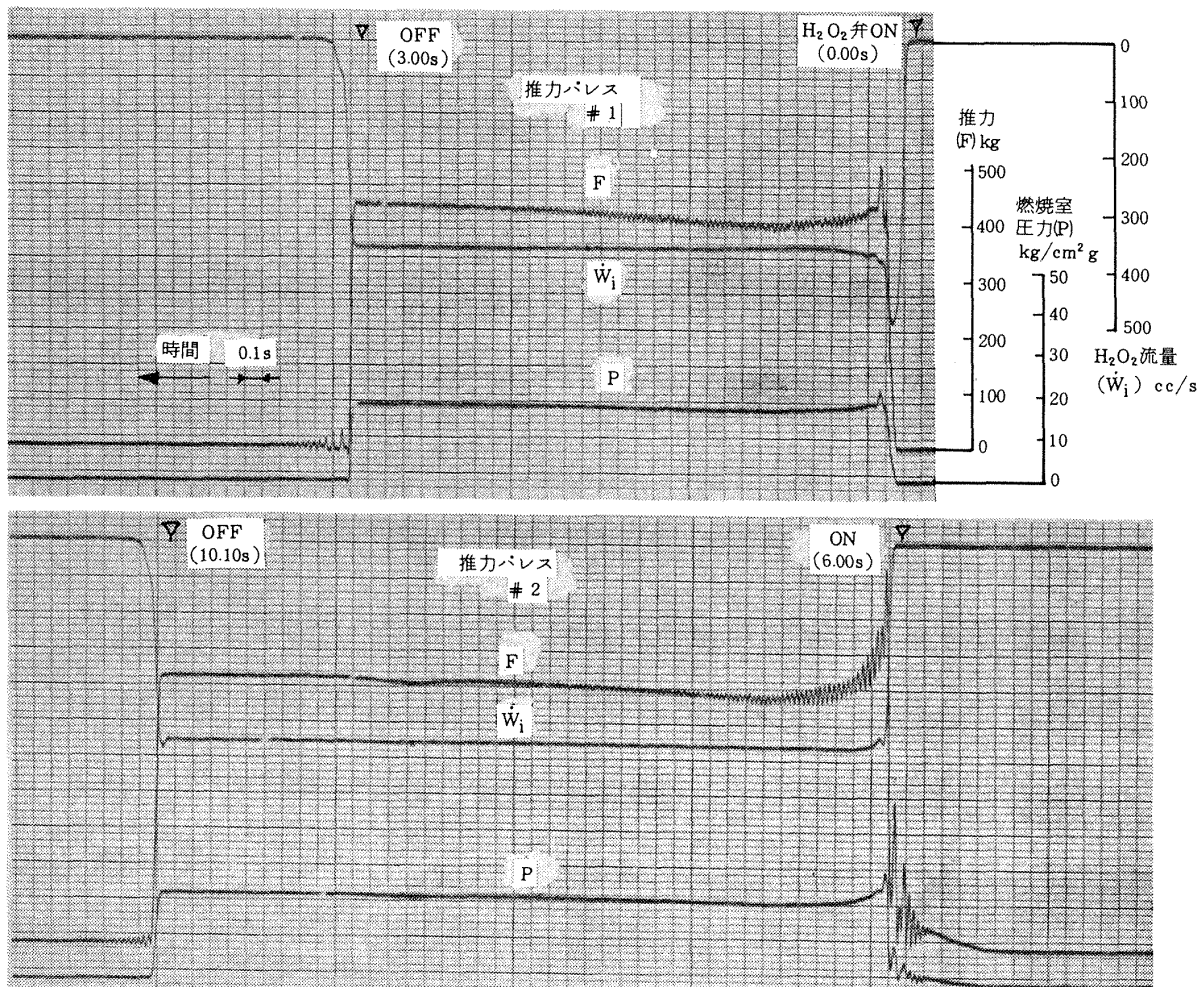 OFF
(3.00s)
H₂O₂弁ON
(0.00s)
推力パレス
＃1
F
Ẇi
P
時間
0.1s
推力
(F) kg
500
400
300
200
100
0
燃焼室
圧力(P)
kg/cm² g
50
40
30
20
10
0
0
100
200
300
400
500
H₂O₂流量
(Ẇi) cc/s
OFF
(10.10s)
推力パレス
＃2
ON
(6.00s)
F
Ẇi
P